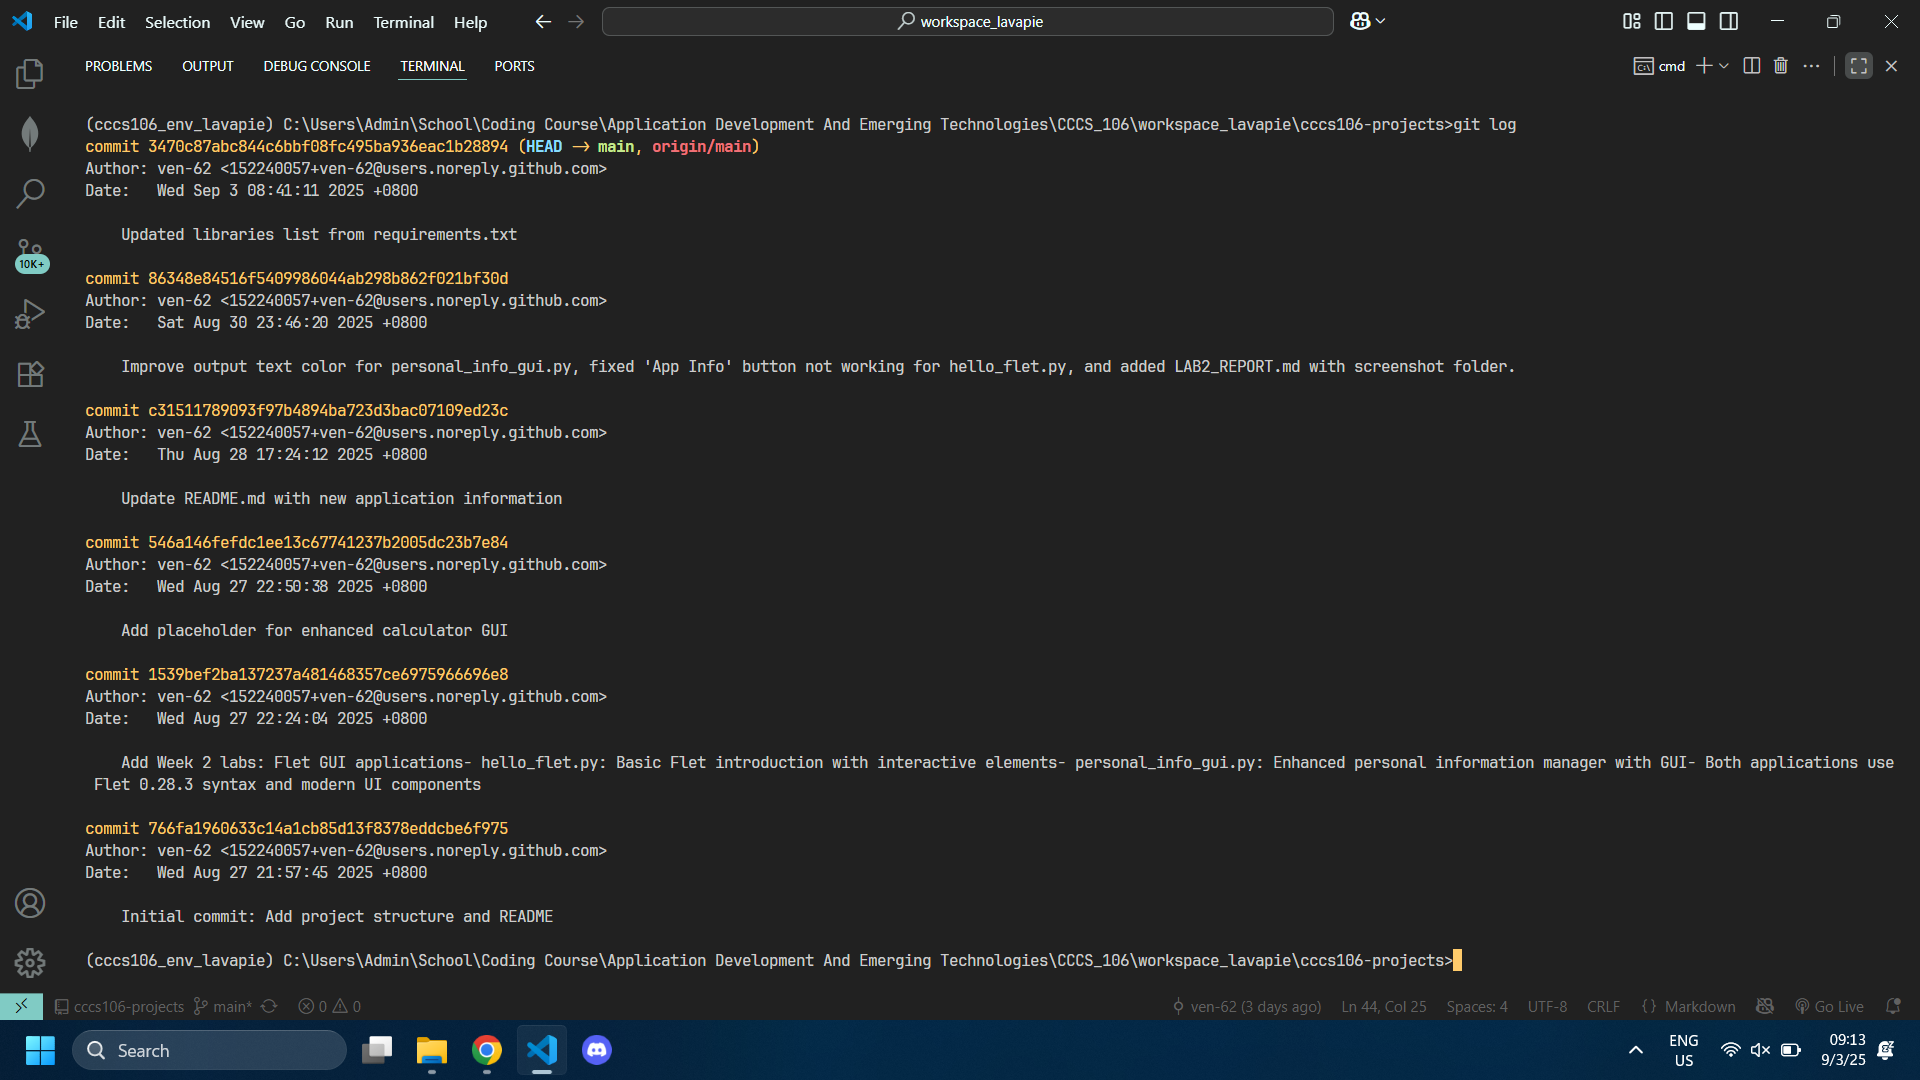 File Edit Selection View Go Run Terminal Help workspace_lavapie
PROBLEMS OUTPUT DEBUG CONSOLE TERMINAL PORTS cmd
(cccs106_env_lavapie) C:\Users\Admin\School\Coding Course\Application Development And Emerging Technologies\CCCS_106\workspace_lavapie\cccs106-projects>git log
commit 3470c87abc844c6bbf08fc495ba936eac1b28894 (HEAD -> main, origin/main)
Author: ven-62 <152240057+ven-62@users.noreply.github.com>
Date:   Wed Sep 3 08:41:11 2025 +0800
Updated libraries list from requirements.txt
commit 86348e84516f5409986044ab298b862f021bf30d
Author: ven-62 <152240057+ven-62@users.noreply.github.com>
Date:   Sat Aug 30 23:46:20 2025 +0800
Improve output text color for personal_info_gui.py, fixed 'App Info' button not working for hello_flet.py, and added LAB2_REPORT.md with screenshot folder.
commit c31511789093f97b4894ba723d3bac07109ed23c
Author: ven-62 <152240057+ven-62@users.noreply.github.com>
Date:   Thu Aug 28 17:24:12 2025 +0800
Update README.md with new application information
commit 546a146fefdc1ee13c67741237b2005dc23b7e84
Author: ven-62 <152240057+ven-62@users.noreply.github.com>
Date:   Wed Aug 27 22:50:38 2025 +0800
Add placeholder for enhanced calculator GUI
commit 1539bef2ba137237a481468357ce6975966696e8
Author: ven-62 <152240057+ven-62@users.noreply.github.com>
Date:   Wed Aug 27 22:24:04 2025 +0800
Add Week 2 labs: Flet GUI applications- hello_flet.py: Basic Flet introduction with interactive elements- personal_info_gui.py: Enhanced personal information manager with GUI- Both applications use
Flet 0.28.3 syntax and modern UI components
commit 766fa1960633c14a1cb85d13f8378eddcbe6f975
Author: ven-62 <152240057+ven-62@users.noreply.github.com>
Date:   Wed Aug 27 21:57:45 2025 +0800
Initial commit: Add project structure and README
(cccs106_env_lavapie) C:\Users\Admin\School\Coding Course\Application Development And Emerging Technologies\CCCS_106\workspace_lavapie\cccs106-projects>
10K+
cccs106-projects main* 0 0 ven-62 (3 days ago) Ln 44, Col 25 Spaces: 4 UTF-8 CRLF {} Markdown Go Live
Search ENG US 09:13 9/3/25